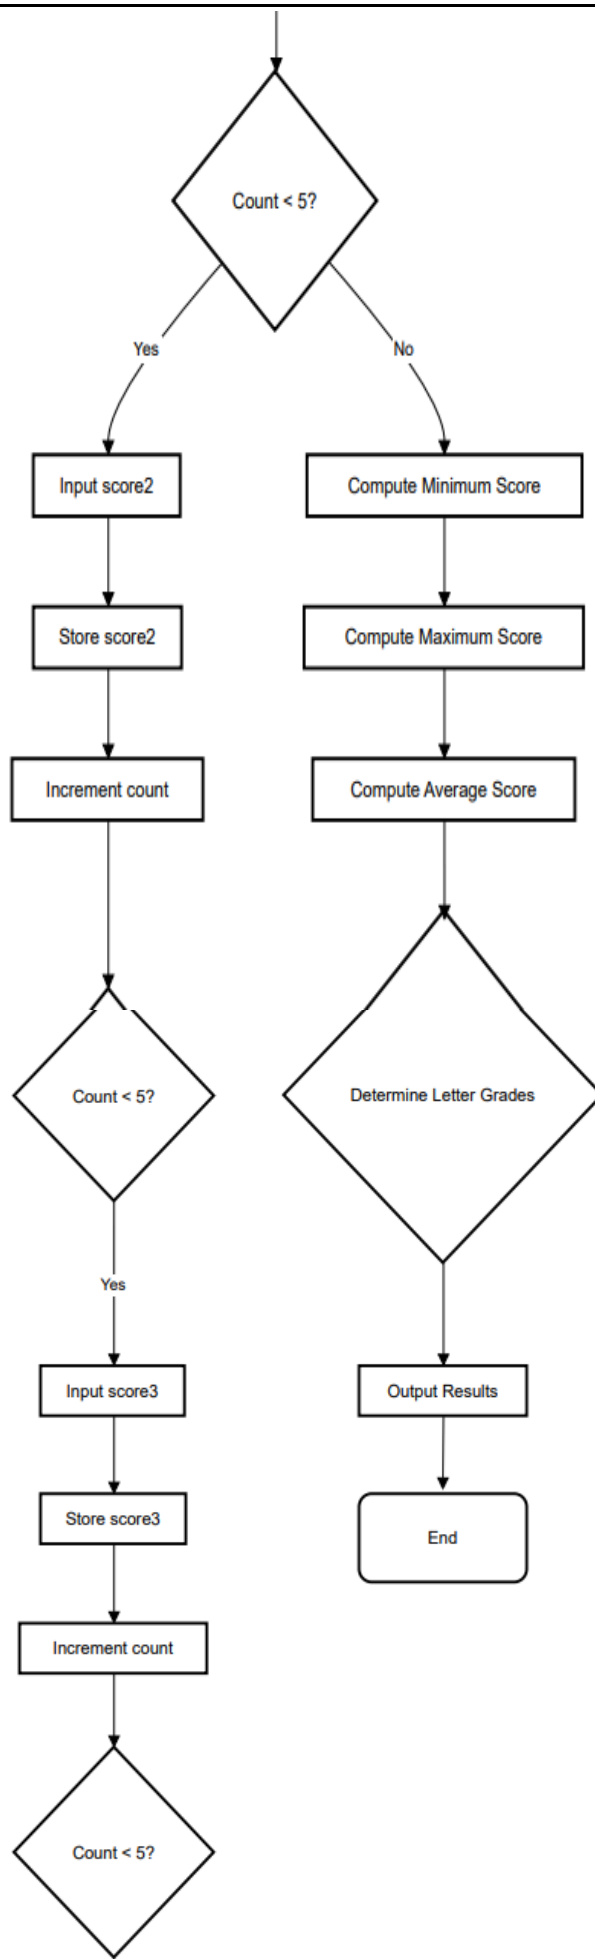 Count < 5?
Yes
No
Input score2
Compute Minimum Score
Store score2
Compute Maximum Score
Increment count
Compute Average Score
Count < 5?
Determine Letter Grades
Yes
Input score3
Output Results
Store score3
End
Increment count
Count < 5?